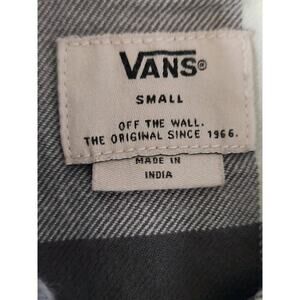 VANS®
SMALL
OFF THE WALL.
THE ORIGINAL SINCE 1966.
MADE IN
INDIA